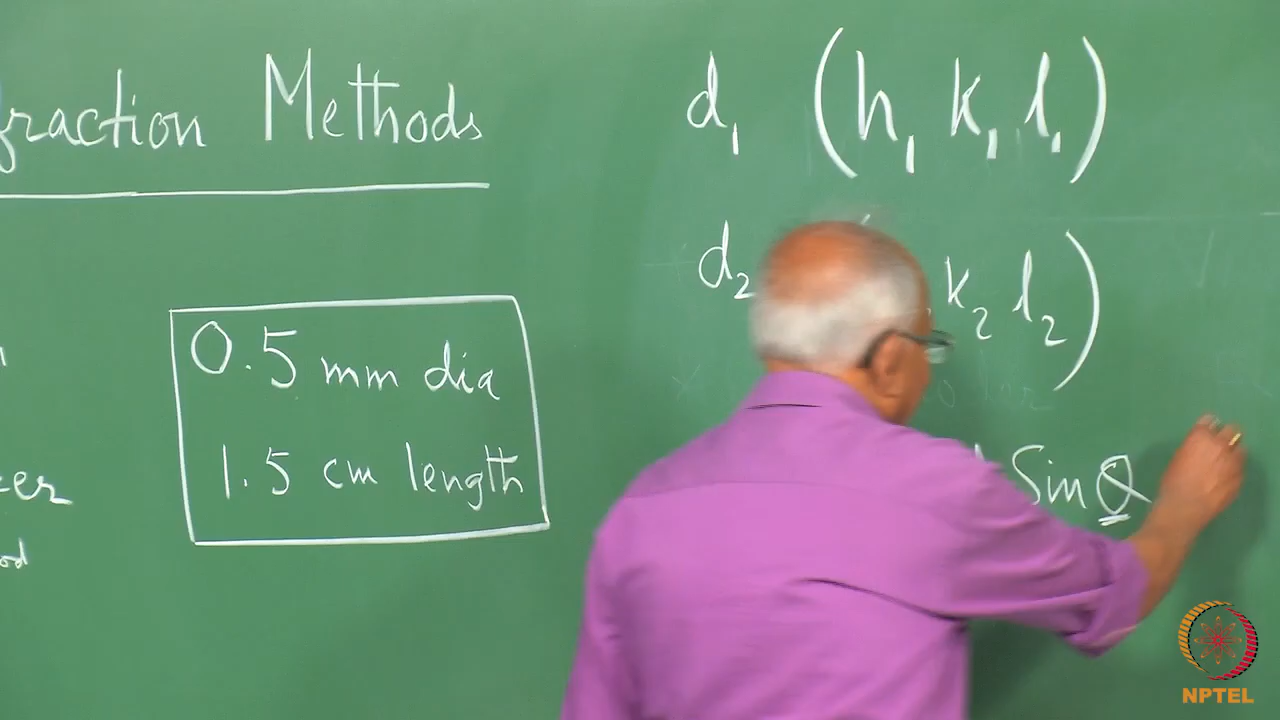 fraction Methods
0.5 mm dia
1.5 cm length
d1 (h1 k1 l1)
d2 k2 l2)
Sin θ
NPTEL